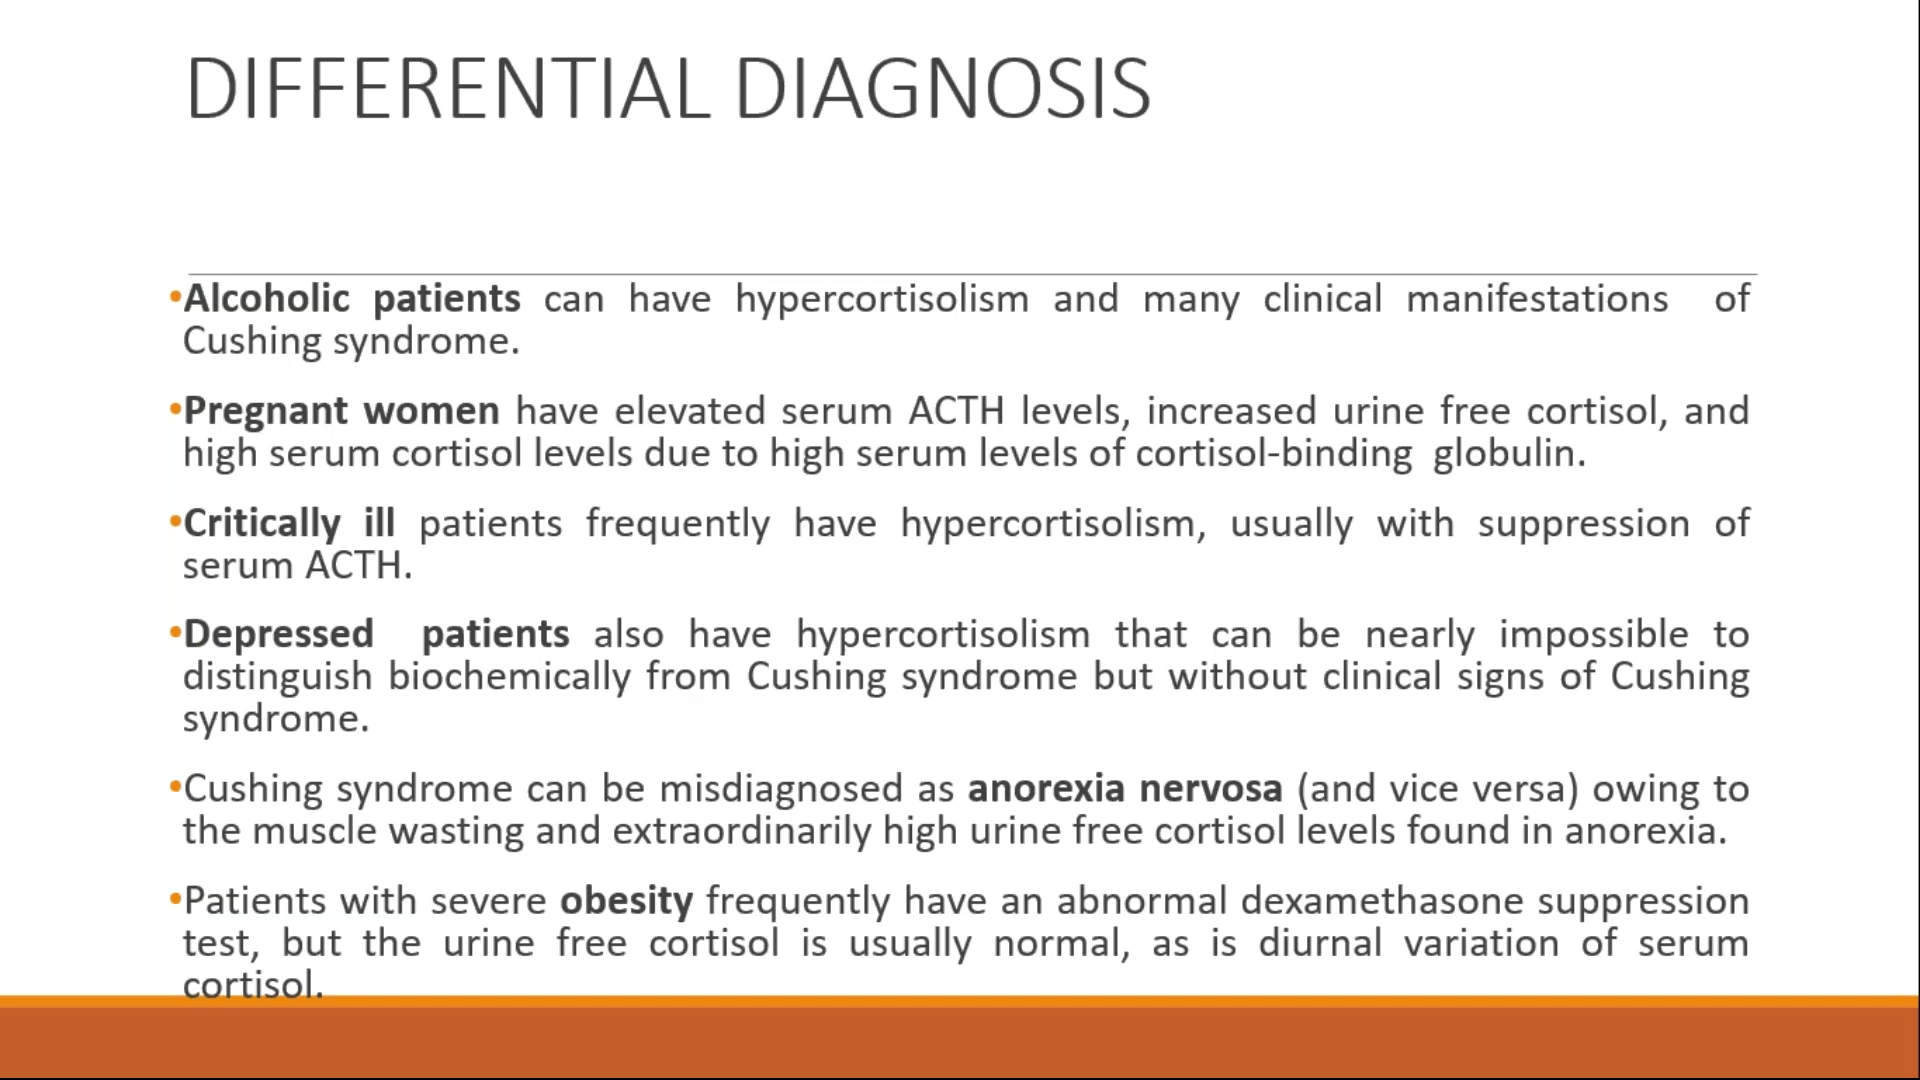 DIFFERENTIAL DIAGNOSIS
•Alcoholic patients can have hypercortisolism and many clinical manifestations of
Cushing syndrome.
•Pregnant women have elevated serum ACTH levels, increased urine free cortisol, and
high serum cortisol levels due to high serum levels of cortisol-binding globulin.
•Critically ill patients frequently have hypercortisolism, usually with suppression of
serum ACTH.
•Depressed patients also have hypercortisolism that can be nearly impossible to
distinguish biochemically from Cushing syndrome but without clinical signs of Cushing
syndrome.
•Cushing syndrome can be misdiagnosed as anorexia nervosa (and vice versa) owing to
the muscle wasting and extraordinarily high urine free cortisol levels found in anorexia.
•Patients with severe obesity frequently have an abnormal dexamethasone suppression
test, but the urine free cortisol is usually normal, as is diurnal variation of serum
cortisol.